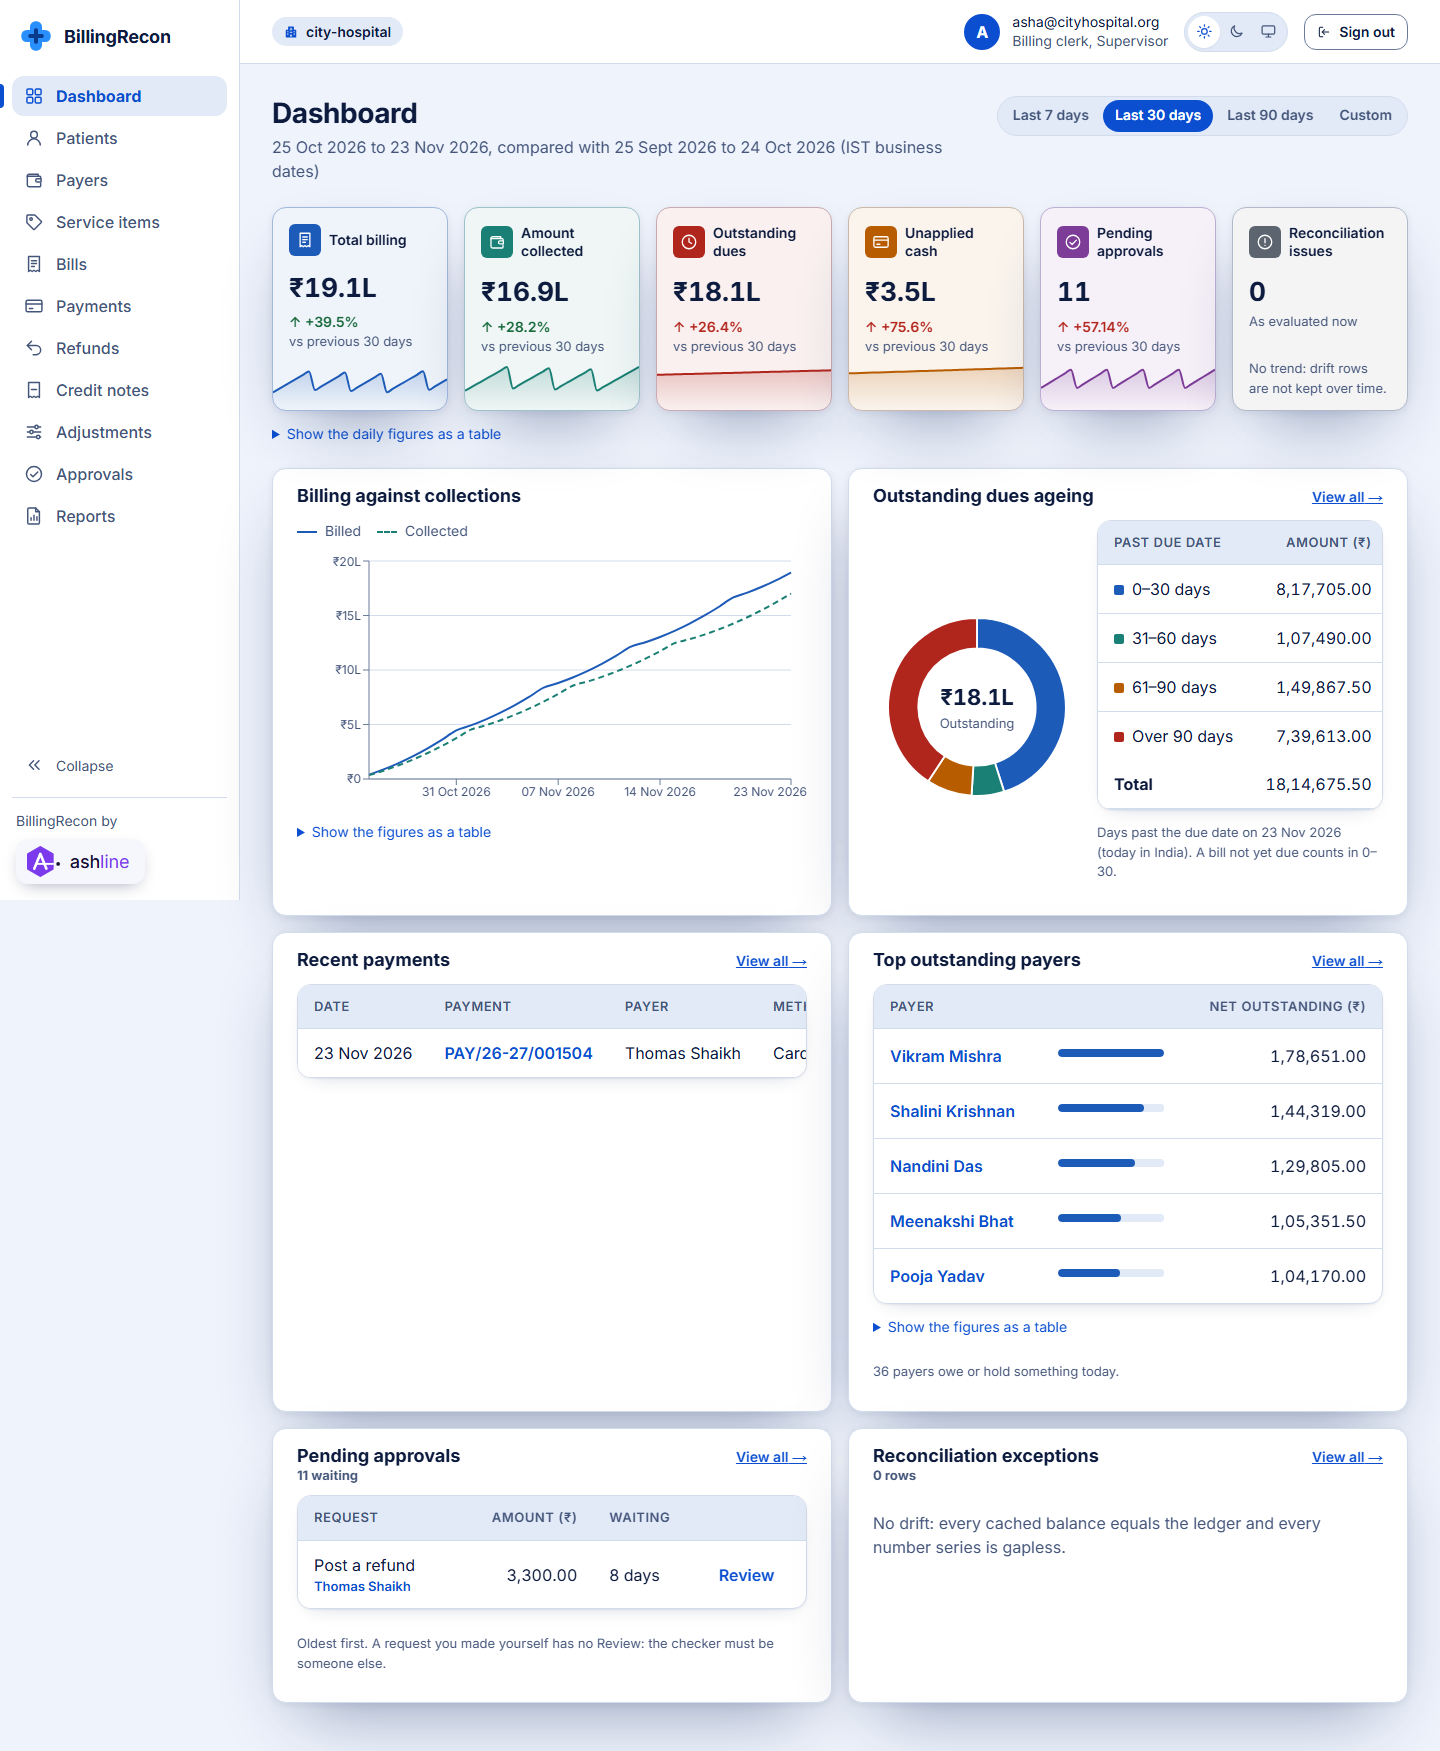 BillingRecon
city-hospital
A
asha@cityhospital.org
Billing clerk, Supervisor
Sign out
Dashboard
Patients
Payers
Service items
Bills
Payments
Refunds
Credit notes
Adjustments
Approvals
Reports
Collapse
BillingRecon by
ashline
Dashboard
25 Oct 2026 to 23 Nov 2026, compared with 25 Sept 2026 to 24 Oct 2026 (IST business
dates)
Last 7 days
Last 30 days
Last 90 days
Custom
Total billing
₹19.1L
↑ +39.5%
vs previous 30 days
Amount
collected
₹16.9L
↑ +28.2%
vs previous 30 days
Outstanding
dues
₹18.1L
↑ +26.4%
vs previous 30 days
Unapplied
cash
₹3.5L
↑ +75.6%
vs previous 30 days
Pending
approvals
11
↑ +57.14%
vs previous 30 days
Reconciliation
issues
0
As evaluated now
No trend: drift rows
are not kept over time.
Show the daily figures as a table
Billing against collections
Billed
Collected
₹20L
₹15L
₹10L
₹5L
₹0
31 Oct 2026
07 Nov 2026
14 Nov 2026
23 Nov 2026
Show the figures as a table
Outstanding dues ageing
View all →
₹18.1L
Outstanding
PAST DUE DATE AMOUNT (₹)
0–30 days 8,17,705.00
31–60 days 1,07,490.00
61–90 days 1,49,867.50
Over 90 days 7,39,613.00
Total 18,14,675.50
Days past the due date on 23 Nov 2026
(today in India). A bill not yet due counts in 0–
30.
Recent payments
View all →
DATE PAYMENT PAYER
23 Nov 2026 PAY/26-27/001504 Thomas Shaikh
Top outstanding payers
View all →
PAYER NET OUTSTANDING (₹)
Vikram Mishra 1,78,651.00
Shalini Krishnan 1,44,319.00
Nandini Das 1,29,805.00
Meenakshi Bhat 1,05,351.50
Pooja Yadav 1,04,170.00
Show the figures as a table
36 payers owe or hold something today.
Pending approvals
11 waiting
View all →
REQUEST AMOUNT (₹) WAITING
Post a refund
Thomas Shaikh
3,300.00 8 days Review
Oldest first. A request you made yourself has no Review: the checker must be
someone else.
Reconciliation exceptions
0 rows
View all →
No drift: every cached balance equals the ledger and every
number series is gapless.